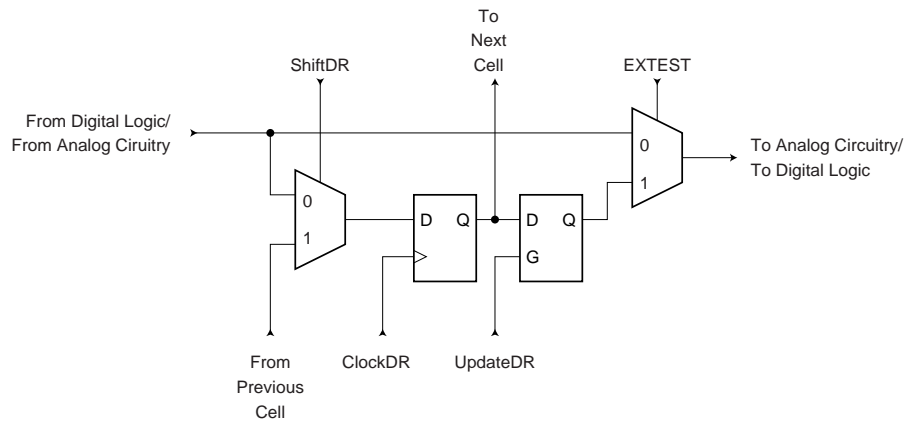 To
Next
Cell
ShiftDR
EXTEST
From Digital Logic/
From Analog Ciruitry
0
To Analog Circuitry/
To Digital Logic
1
0
1
D Q
D Q
G
From
Previous
Cell
ClockDR
UpdateDR